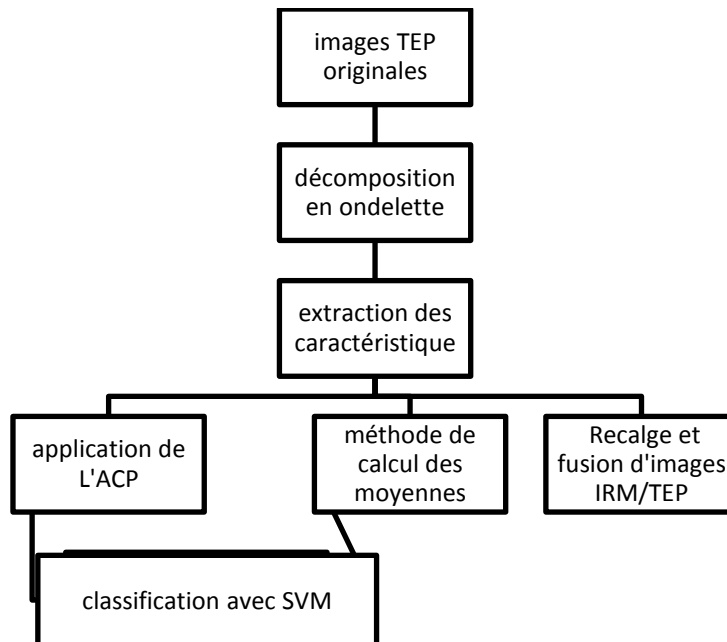 images TEP
originales
décomposition
en ondelette
extraction des
caractéristique
application de
L'ACP
méthode de
calcul des
moyennes
Recalge et
fusion d'images
IRM/TEP
classification avec SVM